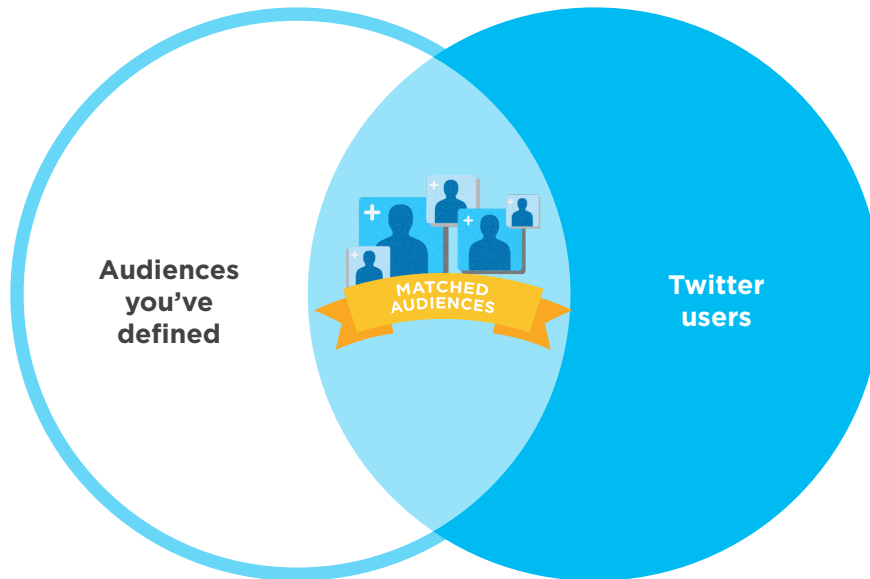 Audiences
you’ve
defined
MATCHED
AUDIENCES
Twitter
users